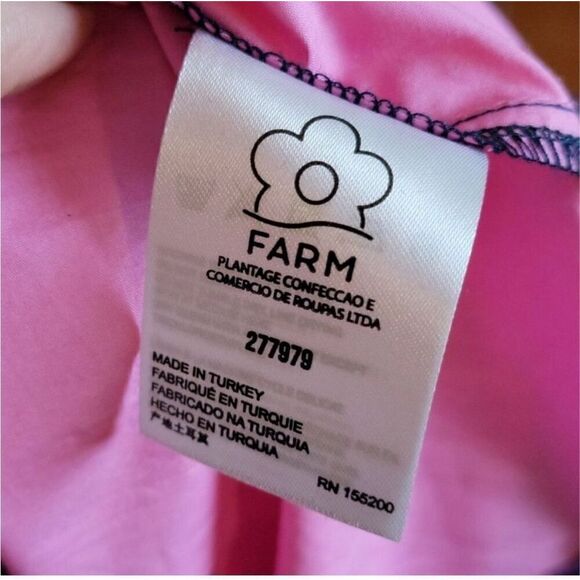 FARM
PLANTAGE CONFECCAO E
COMERCIO DE ROUPAS LTDA
277979
MADE IN TURKEY
FABRIQUÉ EN TURQUIE
FABRICADO NA TURQUIA
HECHO EN TURQUIA
产地土耳其
RN 155200